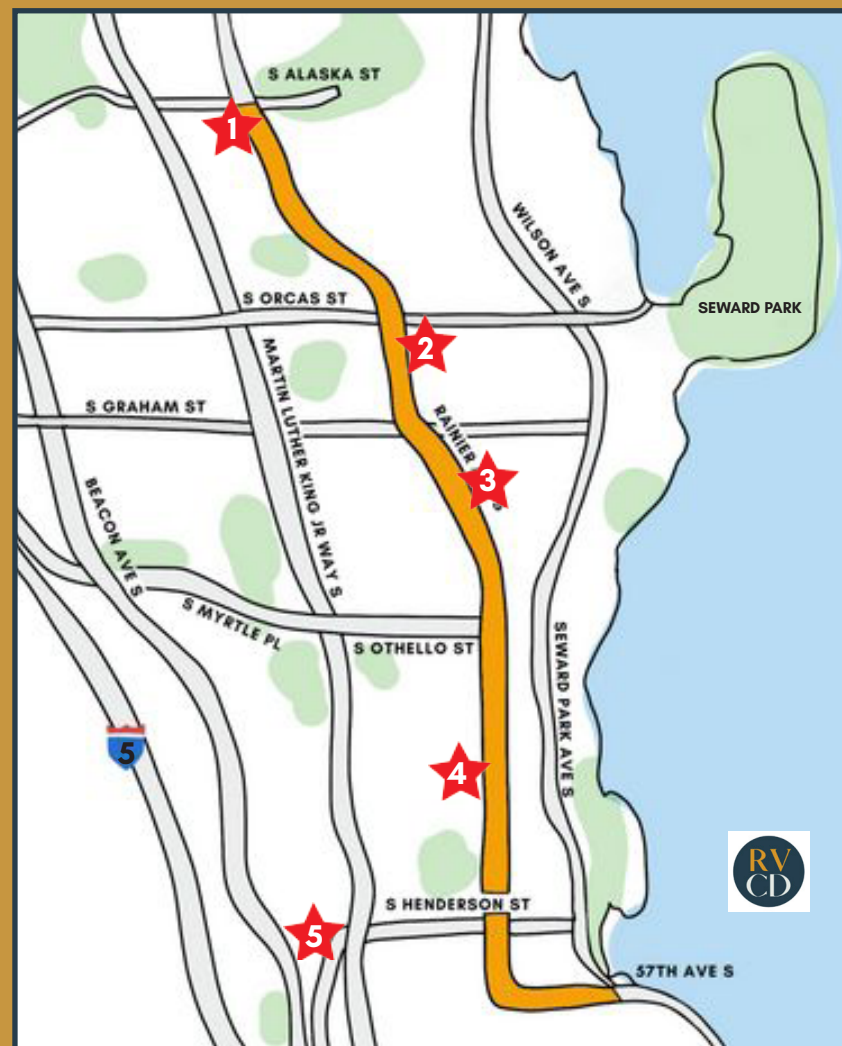 S ALASKA ST
1
WILSON AVE S
S ORCAS ST
SEWARD PARK
2
MARTIN LUTHER KING JR WAY S
S GRAHAM ST
RAINIER
S
3
BEACON AVE S
S MYRTLE PL
S OTHELLO ST
SEWARD PARK AVE S
5
4
RV
CD
S HENDERSON ST
5
57TH AVE S